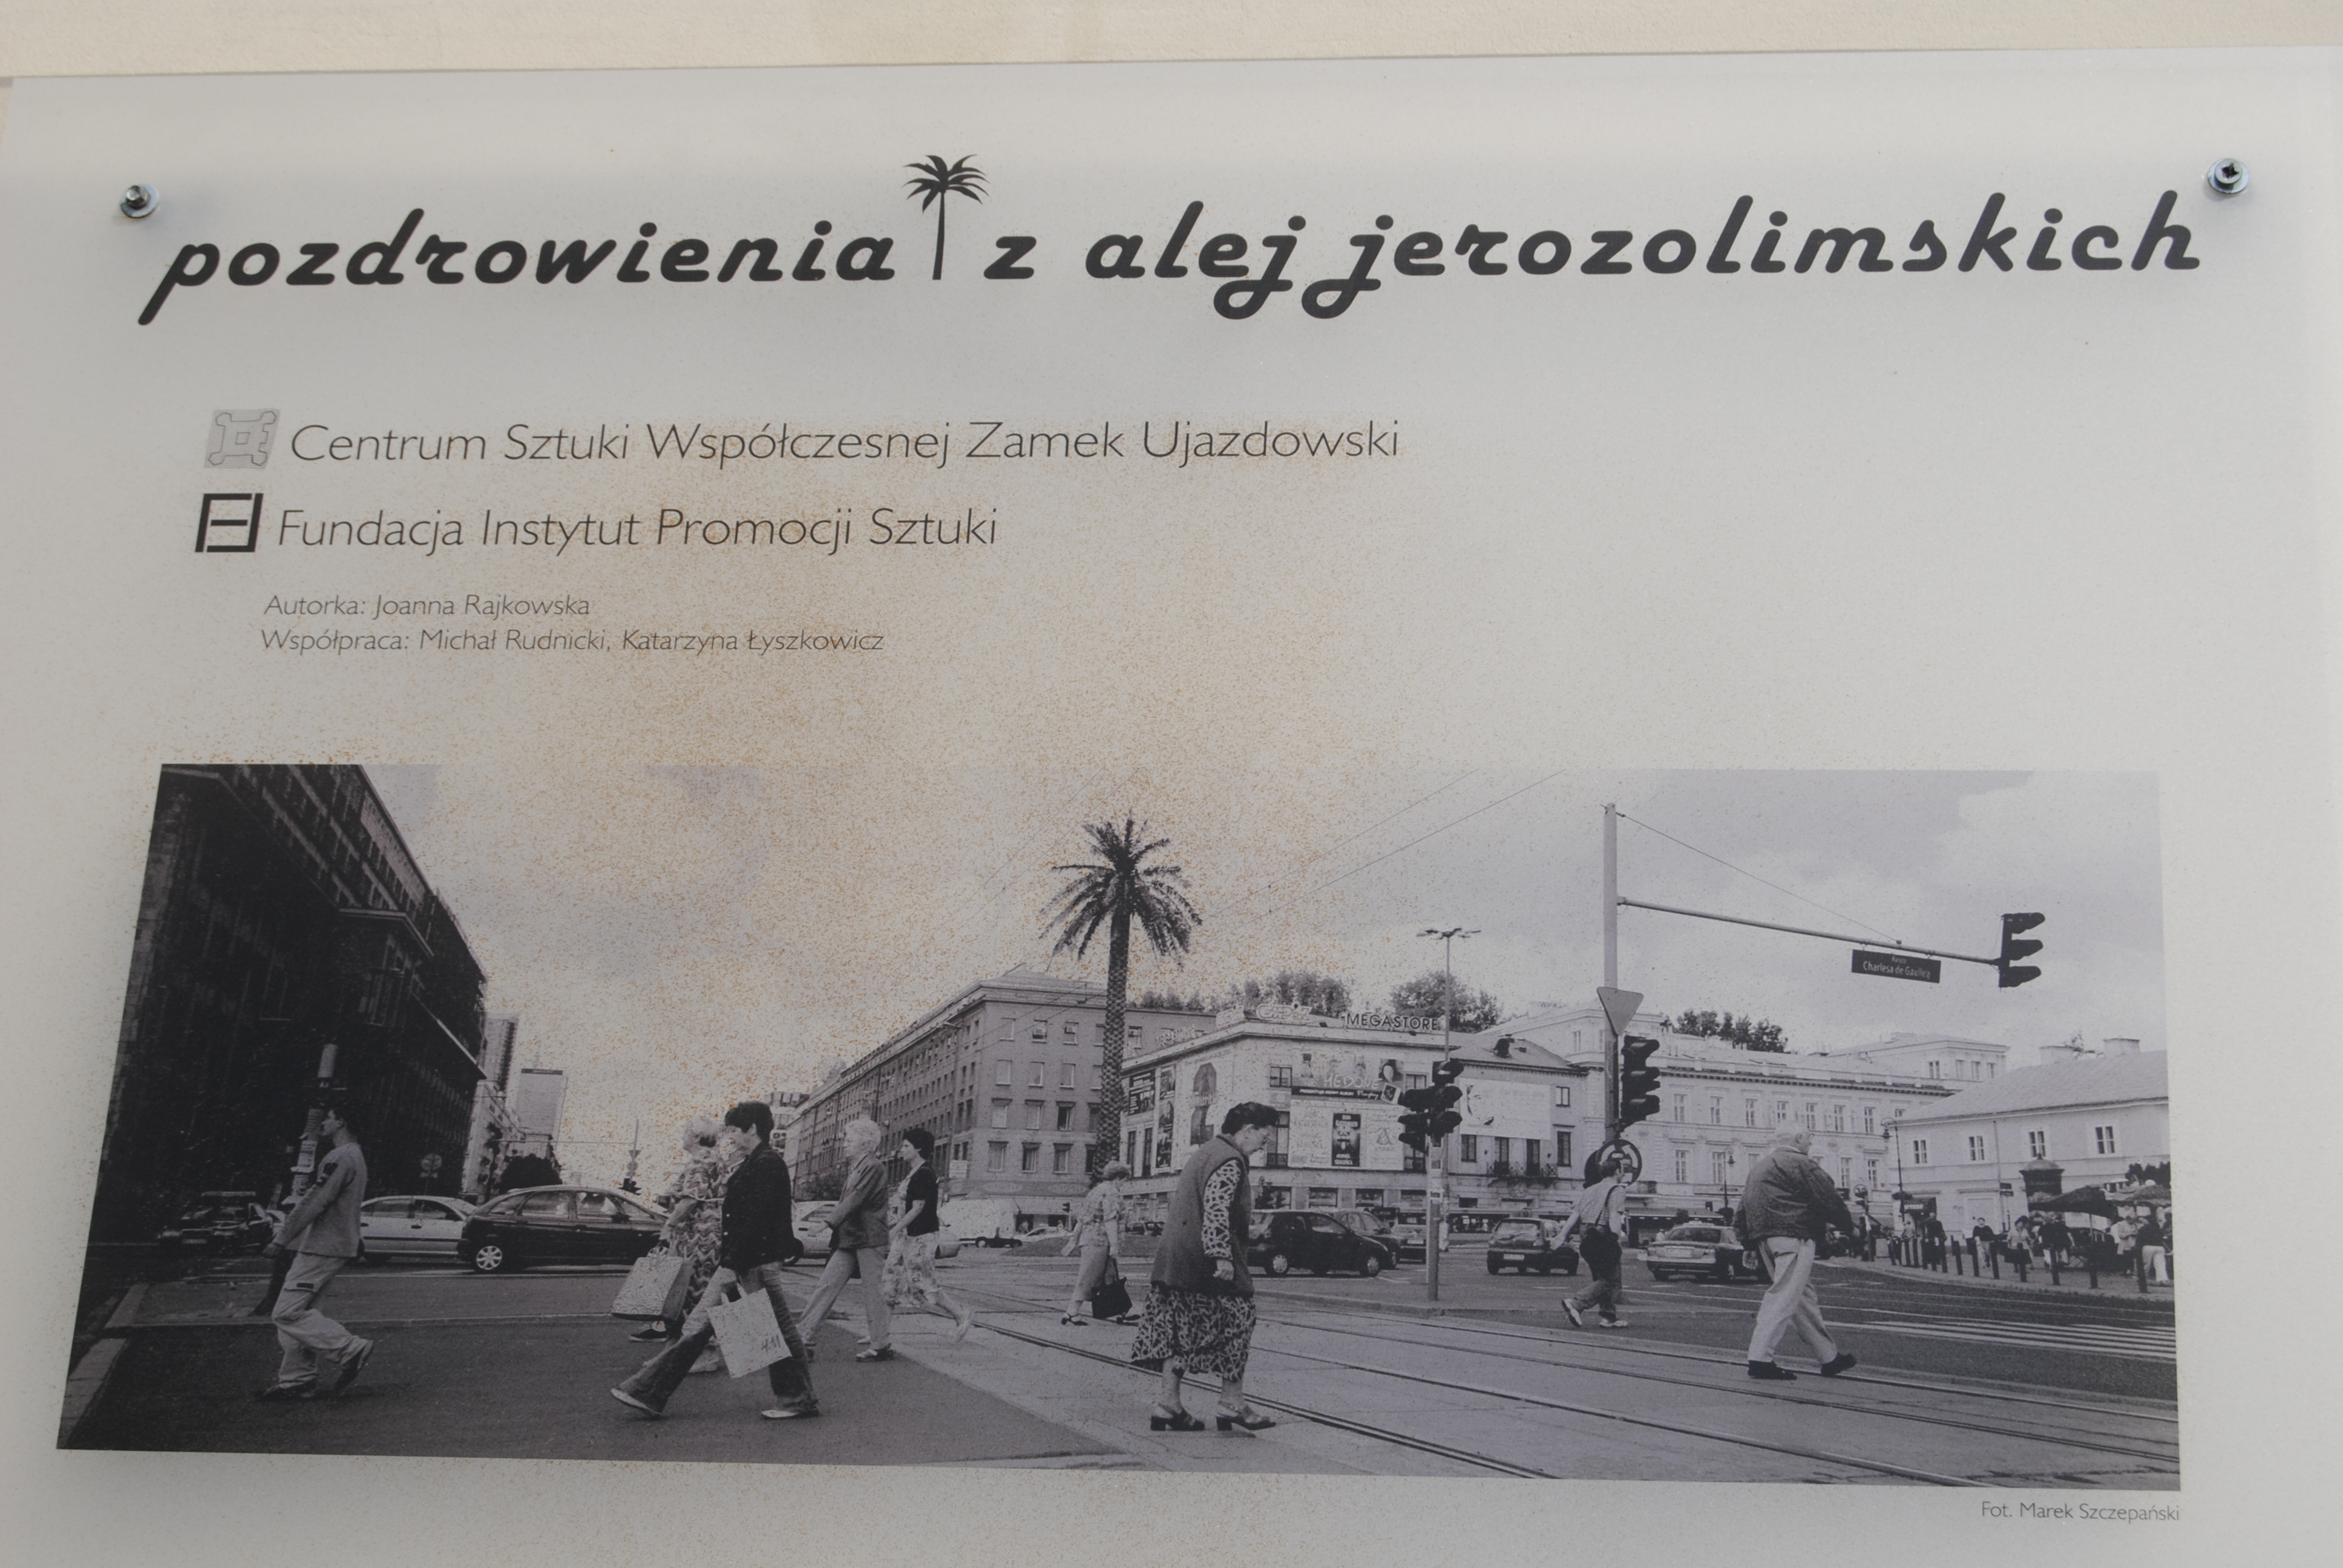 pozdrowienia z alej jerozolimskich
Centrum Sztuki Współczesnej Zamek Ujazdowski
Fundacja Instytut Promocji Sztuki
Autorka: Joanna Rajkowska
Współpraca: Michał Rudnicki, Katarzyna Łyszkowicz
Rondo
Charlesa de Gaulle'a
MEGASTORE
Fot. Marek Szczepański